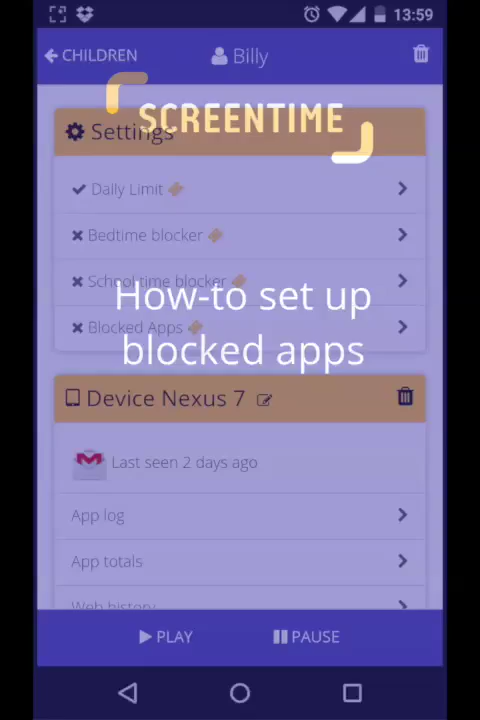 13:59
CHILDREN
Billy
SCREENTIME
Settings
Daily Limit
Bedtime blocker
School time blocker
How-to set up
Blocked Apps
blocked apps
Device Nexus 7
Last seen 2 days ago
App log
App totals
Web history
PLAY
PAUSE